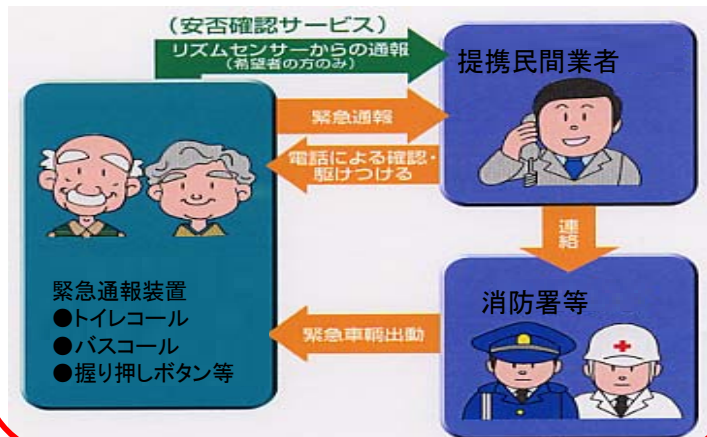 （安否確認サービス）
リズムセンサーからの通報
（希望者の方のみ）
提携民間業者
緊急通報
電話による確認・
駆けつける
連絡
緊急通報装置
●トイレコール
●バスコール
●握り押しボタン等
消防署等
緊急車輌出動